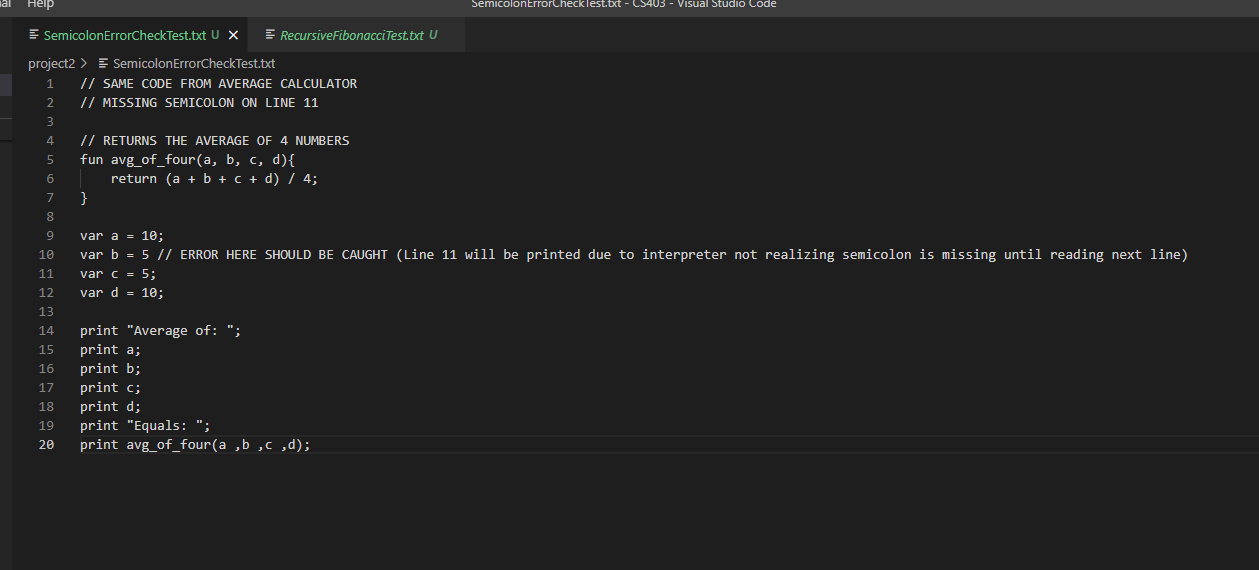 Help
SemicolonErrorCheckTest.txt - CS403 - Visual Studio Code
SemicolonErrorCheckTest.txt U
RecursiveFibonacciTest.txt U
project2 > SemicolonErrorCheckTest.txt
1 // SAME CODE FROM AVERAGE CALCULATOR
2 // MISSING SEMICOLON ON LINE 11
3
4 // RETURNS THE AVERAGE OF 4 NUMBERS
5 fun avg_of_four(a, b, c, d){
6 return (a + b + c + d) / 4;
7 }
8
9 var a = 10;
10 var b = 5 // ERROR HERE SHOULD BE CAUGHT (Line 11 will be printed due to interpreter not realizing semicolon is missing until reading next line)
11 var c = 5;
12 var d = 10;
13
14 print "Average of: ";
15 print a;
16 print b;
17 print c;
18 print d;
19 print "Equals: ";
20 print avg_of_four(a ,b ,c ,d);